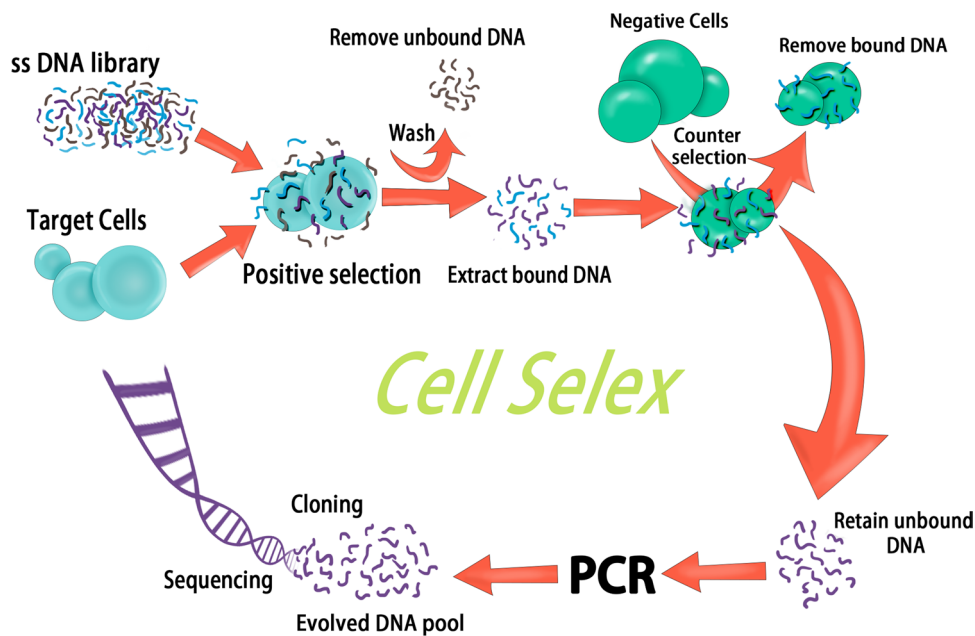 Negative Cells
Remove unbound DNA
Remove bound DNA
ss DNA library
Wash
Counter
selection
Target Cells
Positive selection
Extract bound DNA
Cell Selex
Cloning
Retain unbound
DNA
PCR
Sequencing
Evolved DNA pool